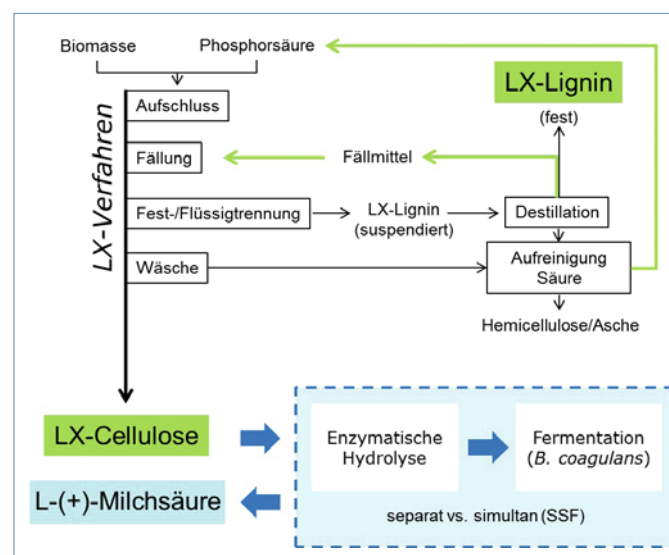 Biomasse
Phosphorsäure
LX-Verfahren
Aufschluss
LX-Lignin
(fest)
Fällung
Fällmittel
Fest-/Flüssigtrennung
LX-Lignin
(suspendiert)
Destillation
Wäsche
Aufreinigung
Säure
Hemicellulose/Asche
LX-Cellulose
Enzymatische
Hydrolyse
Fermentation
(B. coagulans)
L-(+)-Milchsäure
separat vs. simultan (SSF)